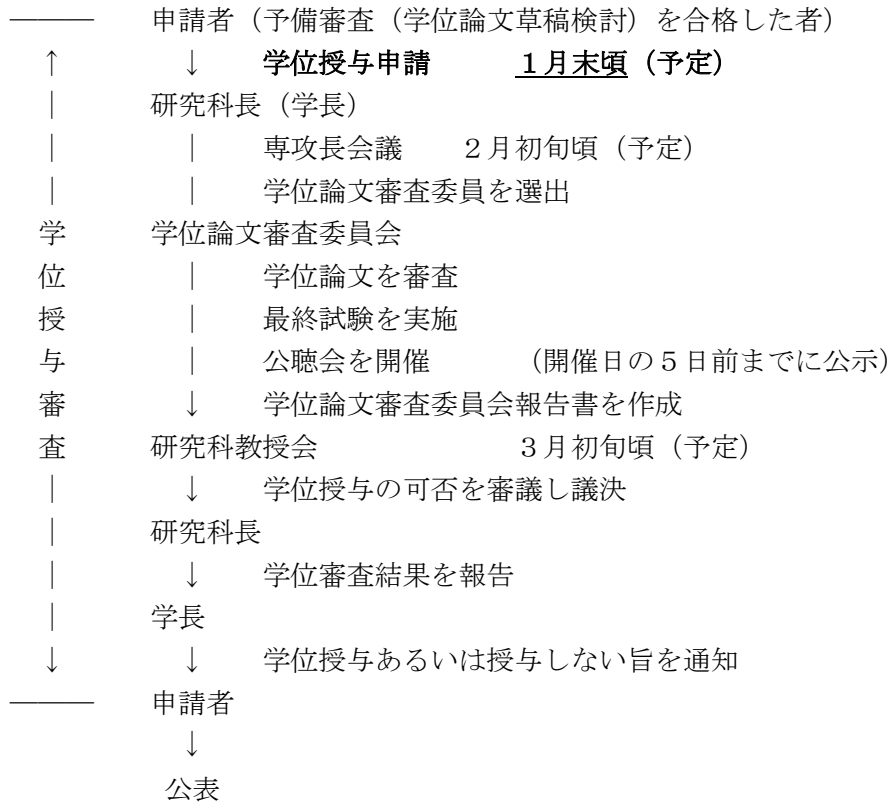 ――― 申請者（予備審査（学位論文草稿検討）を合格した者）
↑ ↓ 学位授与申請 １月末頃（予定）
｜ 研究科長（学長）
｜ ｜ 専攻長会議 ２月初旬頃（予定）
｜ ｜ 学位論文審査委員を選出
学 学位論文審査委員会
位 ｜ 学位論文を審査
授 ｜ 最終試験を実施
与 ｜ 公聴会を開催 （開催日の５日前までに公示）
審 ↓ 学位論文審査委員会報告書を作成
査 研究科教授会 ３月初旬頃（予定）
｜ ↓ 学位授与の可否を審議し議決
｜ 研究科長
｜ ↓ 学位審査結果を報告
｜ 学長
↓ ↓ 学位授与あるいは授与しない旨を通知
――― 申請者
↓
公表